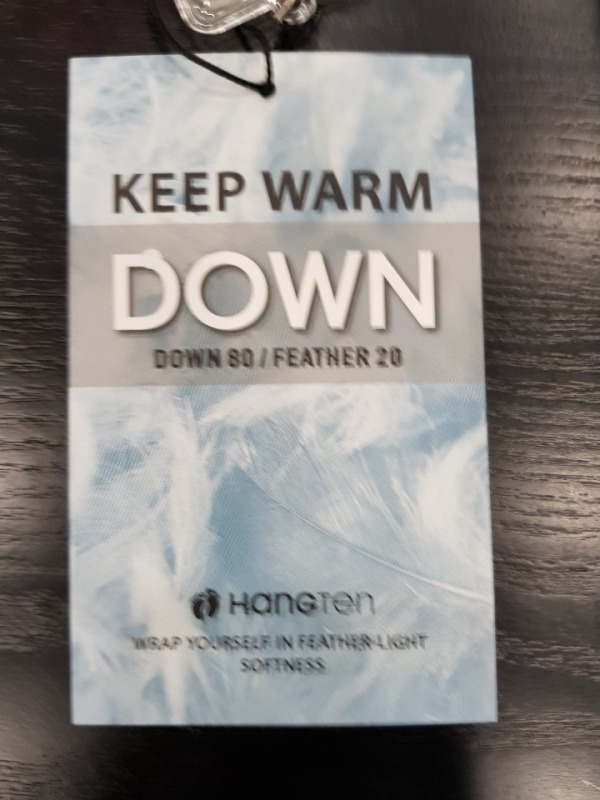 KEEP WARM
DOWN
DOWN 80 / FEATHER 20
HANGTEN
WRAP YOURSELF IN FEATHER-LIGHT
SOFTNESS